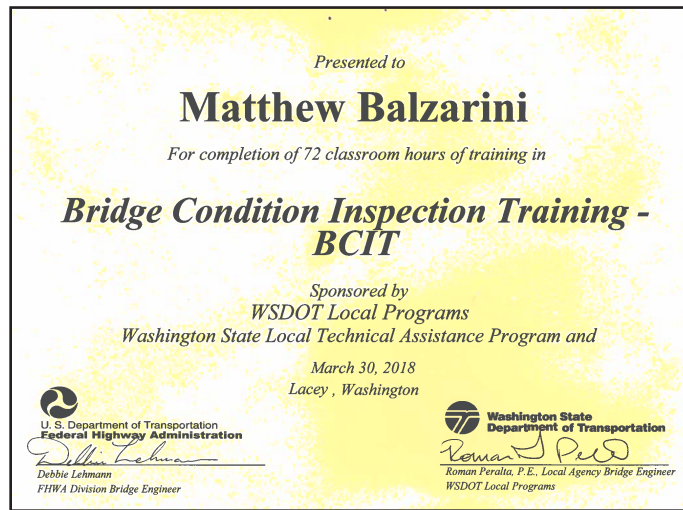 Presented to
Matthew Balzarini
For completion of 72 classroom hours of training in
Bridge Condition Inspection Training -
BCIT
Sponsored by
WSDOT Local Programs
Washington State Local Technical Assistance Program and
March 30, 2018
Lacey , Washington
U. S. Department of Transportation
Federal Highway Administration
Debbie Lehmann
Debbie Lehmann
FHWA Division Bridge Engineer
Washington State
Department of Transportation
Roman Peralta, P.E., Local Agency Bridge Engineer
WSDOT Local Programs